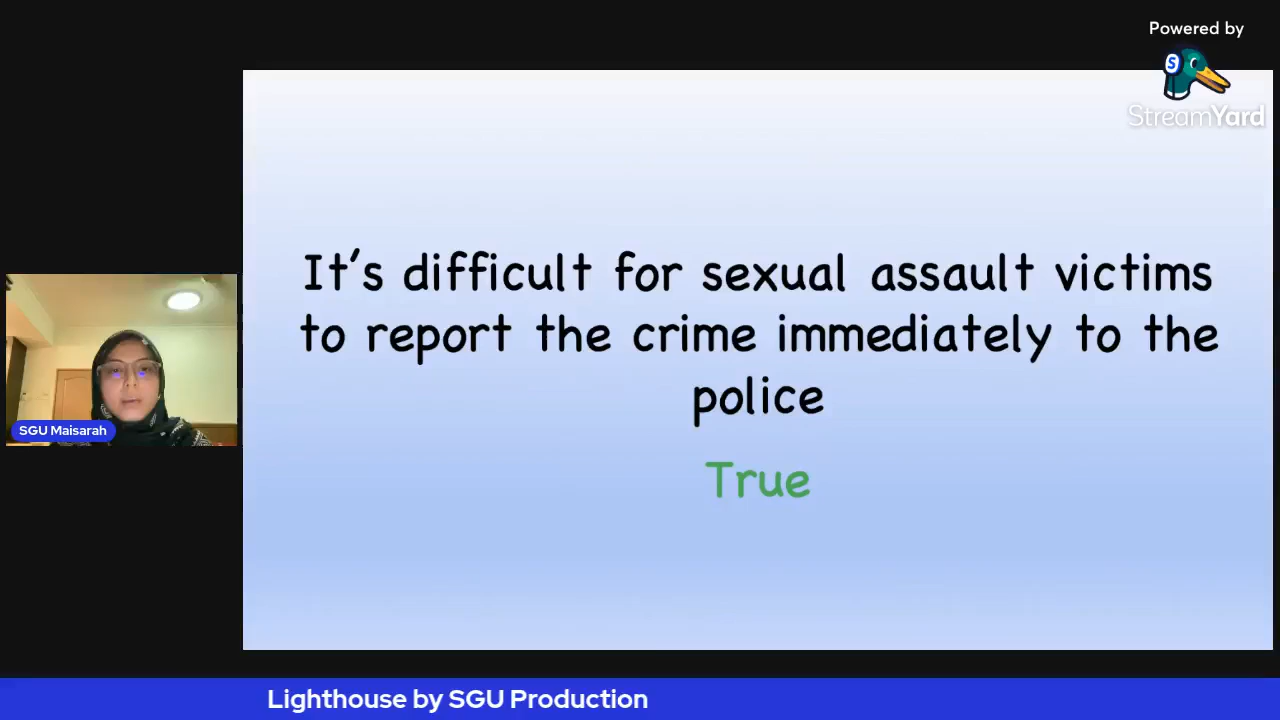 Powered by
S
StreamYard
It's difficult for sexual assault victims
to report the crime immediately to the
police
True
SGU Maisarah
Lighthouse by SGU Production